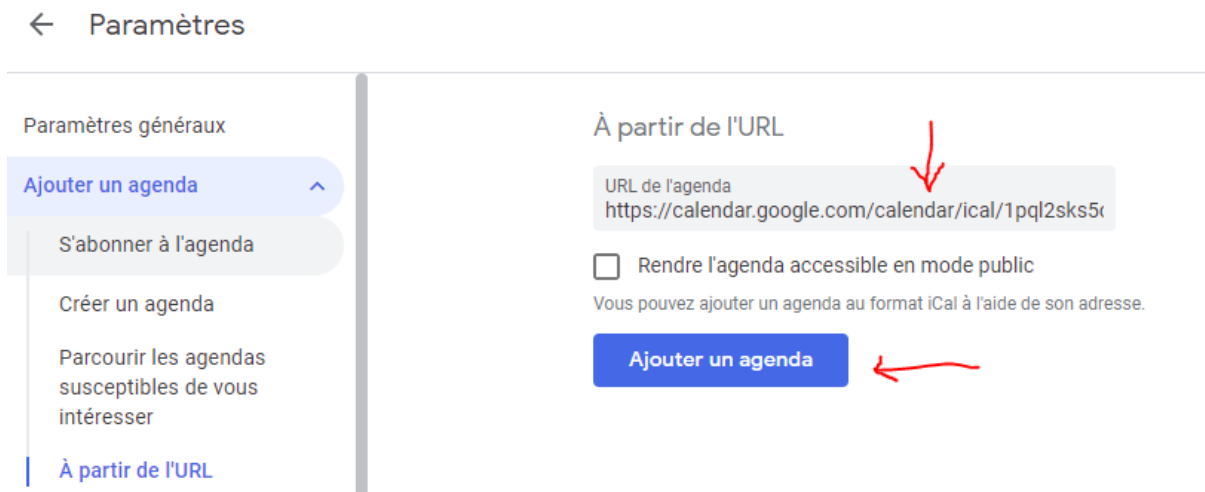 Paramètres
Paramètres généraux
Ajouter un agenda
S'abonner à l'agenda
Créer un agenda
Parcourir les agendas
susceptibles de vous
intéresser
À partir de l'URL
À partir de l'URL
URL de l'agenda
https://calendar.google.com/calendar/ical/1pql2sks5
Rendre l'agenda accessible en mode public
Vous pouvez ajouter un agenda au format iCal à l'aide de son adresse.
Ajouter un agenda